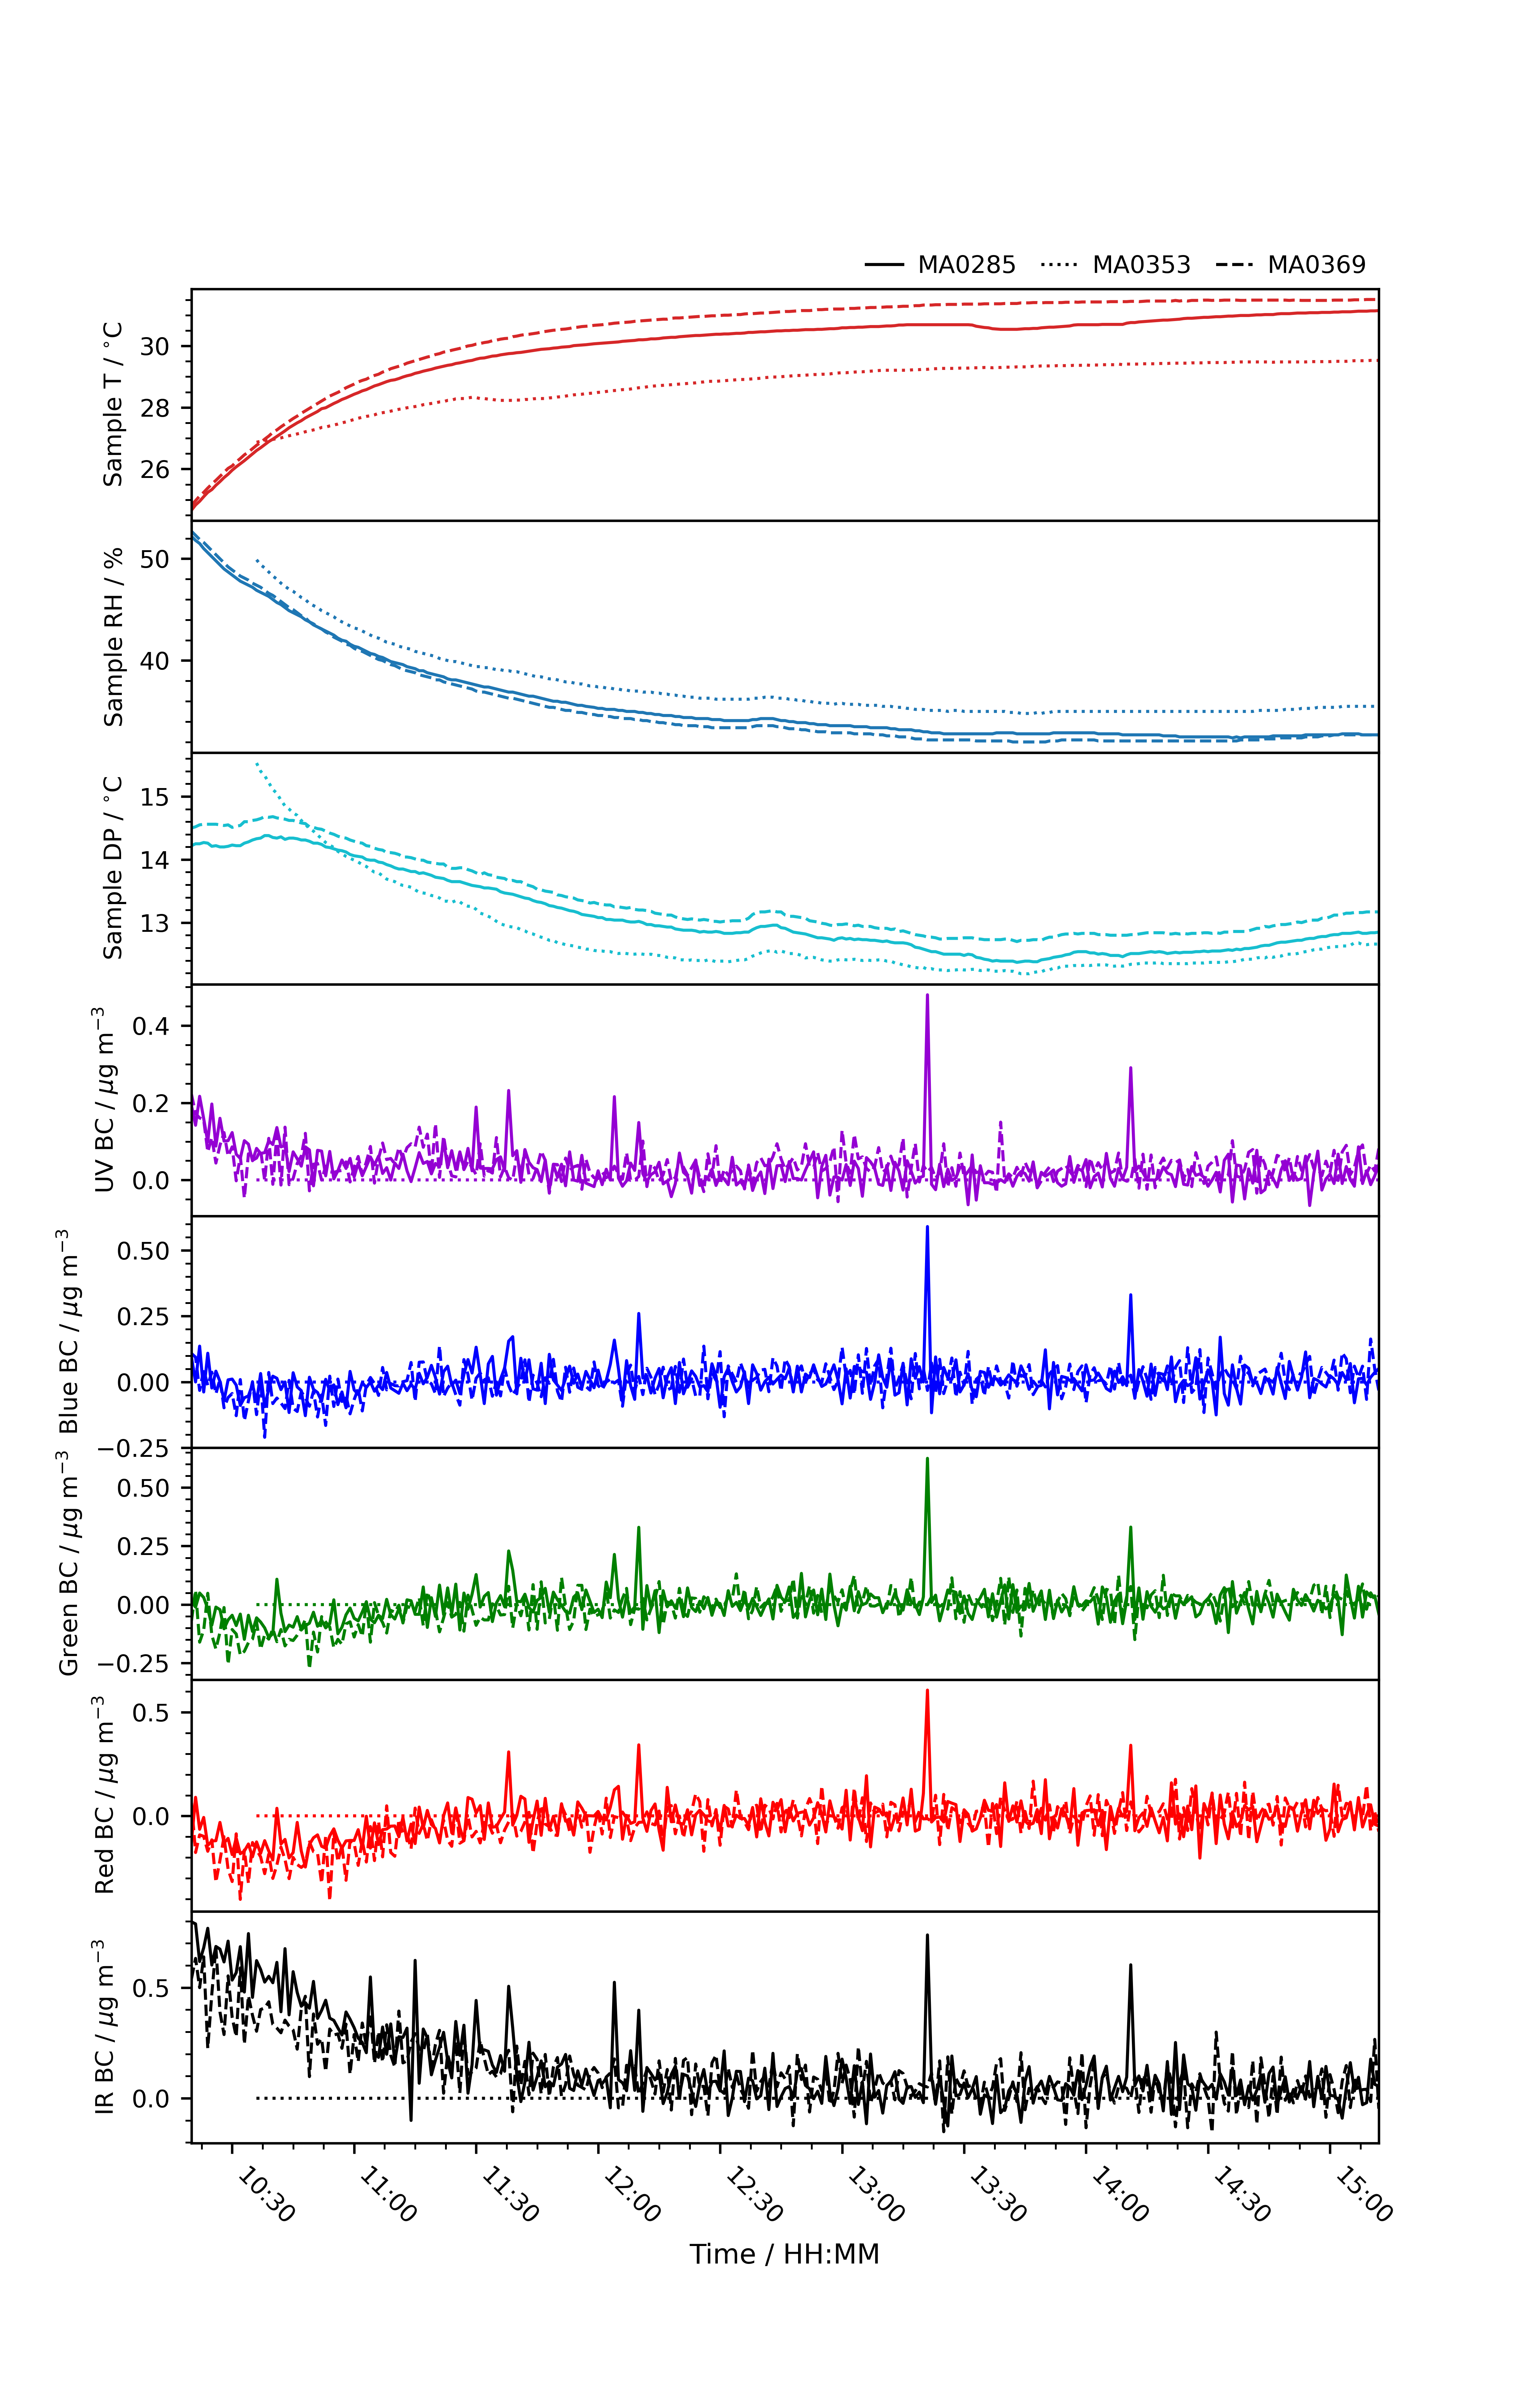 MA0285 MA0353 MA0369
Sample T / °C
30
28
26
Sample RH / %
50
40
Sample DP / °C
15
14
13
UV BC / μg m⁻³
0.4
0.2
0.0
Blue BC / μg m⁻³
0.50
0.25
0.00
−0.25
Green BC / μg m⁻³
0.50
0.25
0.00
−0.25
Red BC / μg m⁻³
0.5
0.0
IR BC / μg m⁻³
0.5
0.0
10:30 11:00 11:30 12:00 12:30 13:00 13:30 14:00 14:30 15:00
Time / HH:MM